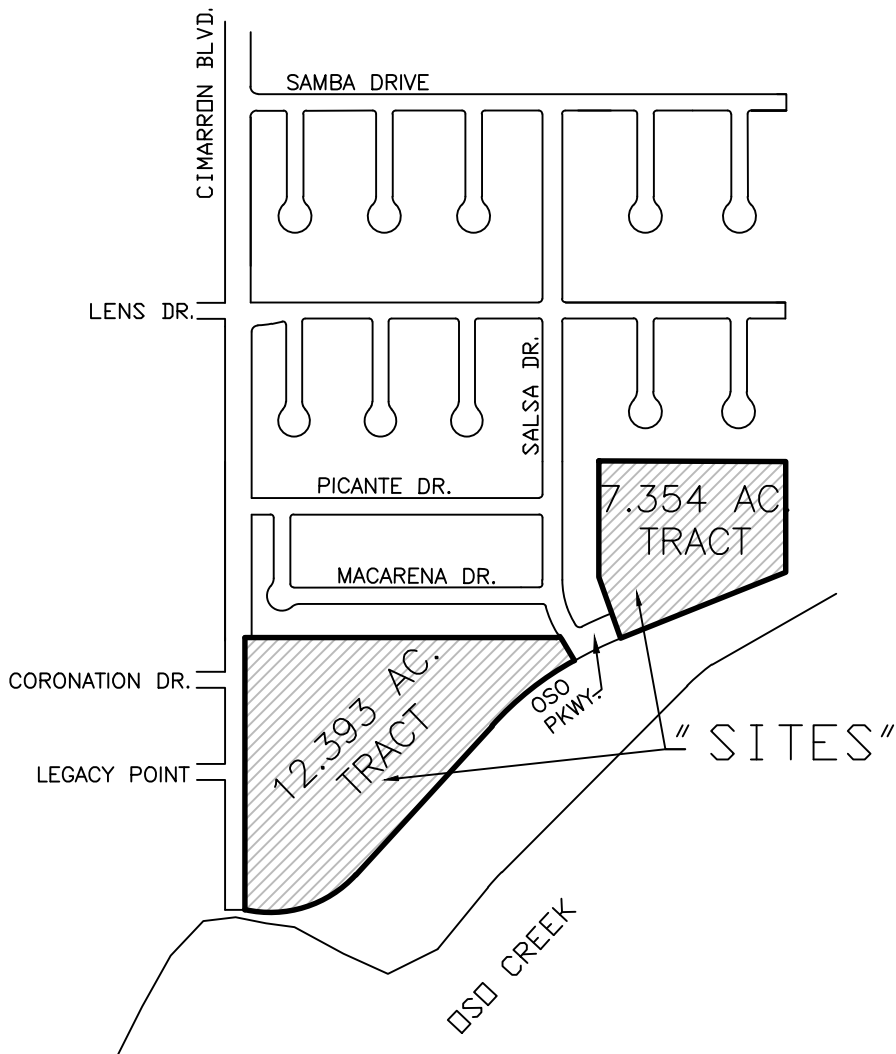 CIMARRON BLVD.
SAMBA DRIVE
LENS DR.
SALSA DR.
PICANTE DR.
7.354 AC.
TRACT
MACARENA DR.
CORONATION DR.
12.393 AC.
TRACT
OSO
PKWY.
"SITES"
LEGACY POINT
OSO CREEK